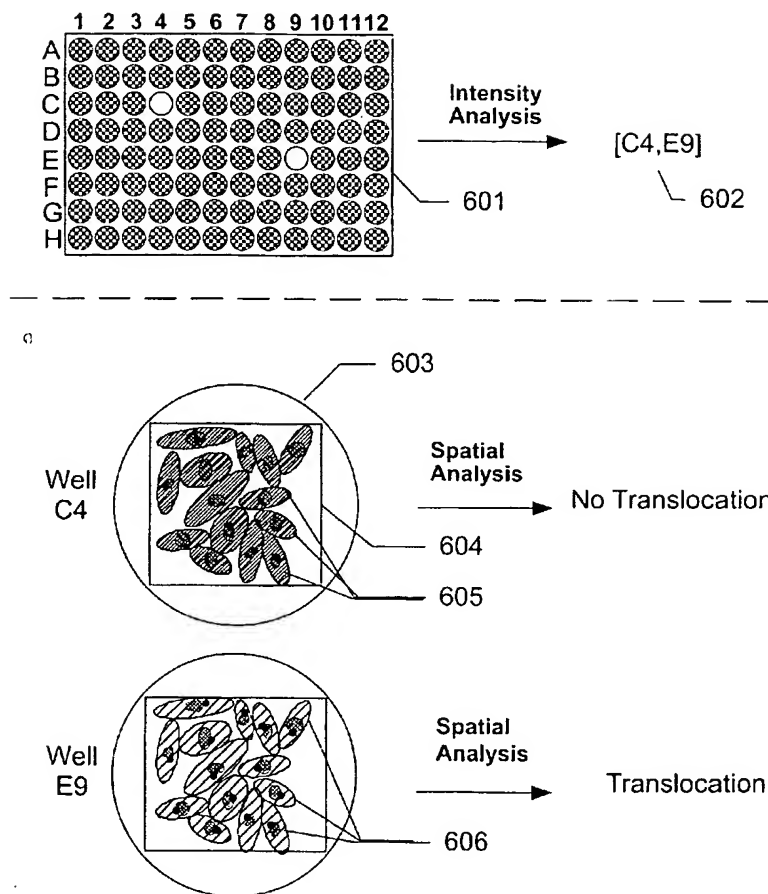 1 2 3 4 5 6 7 8 9 10 11 12
A
B
C
D
E
F
G
H
Intensity
Analysis
[C4,E9]
601
602
603
Well
C4
Spatial
Analysis
No Translocation
604
605
Well
E9
Spatial
Analysis
Translocation
606